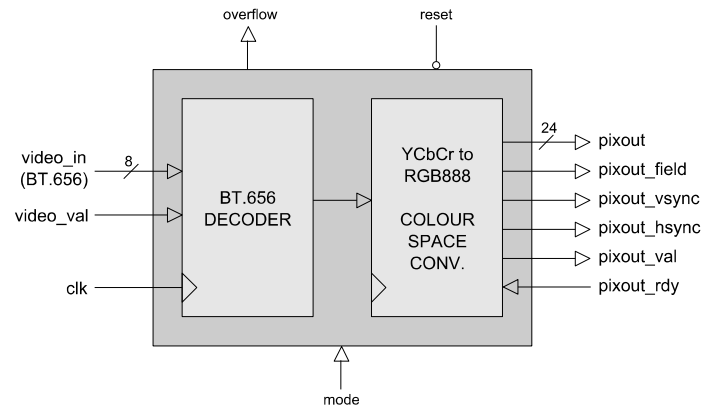 overflow
reset
8
video_in
(BT.656)
video_val
clk
BT.656
DECODER
YCbCr to
RGB888
COLOUR
SPACE
CONV.
24
pixout
pixout_field
pixout_vsync
pixout_hsync
pixout_val
pixout_rdy
mode